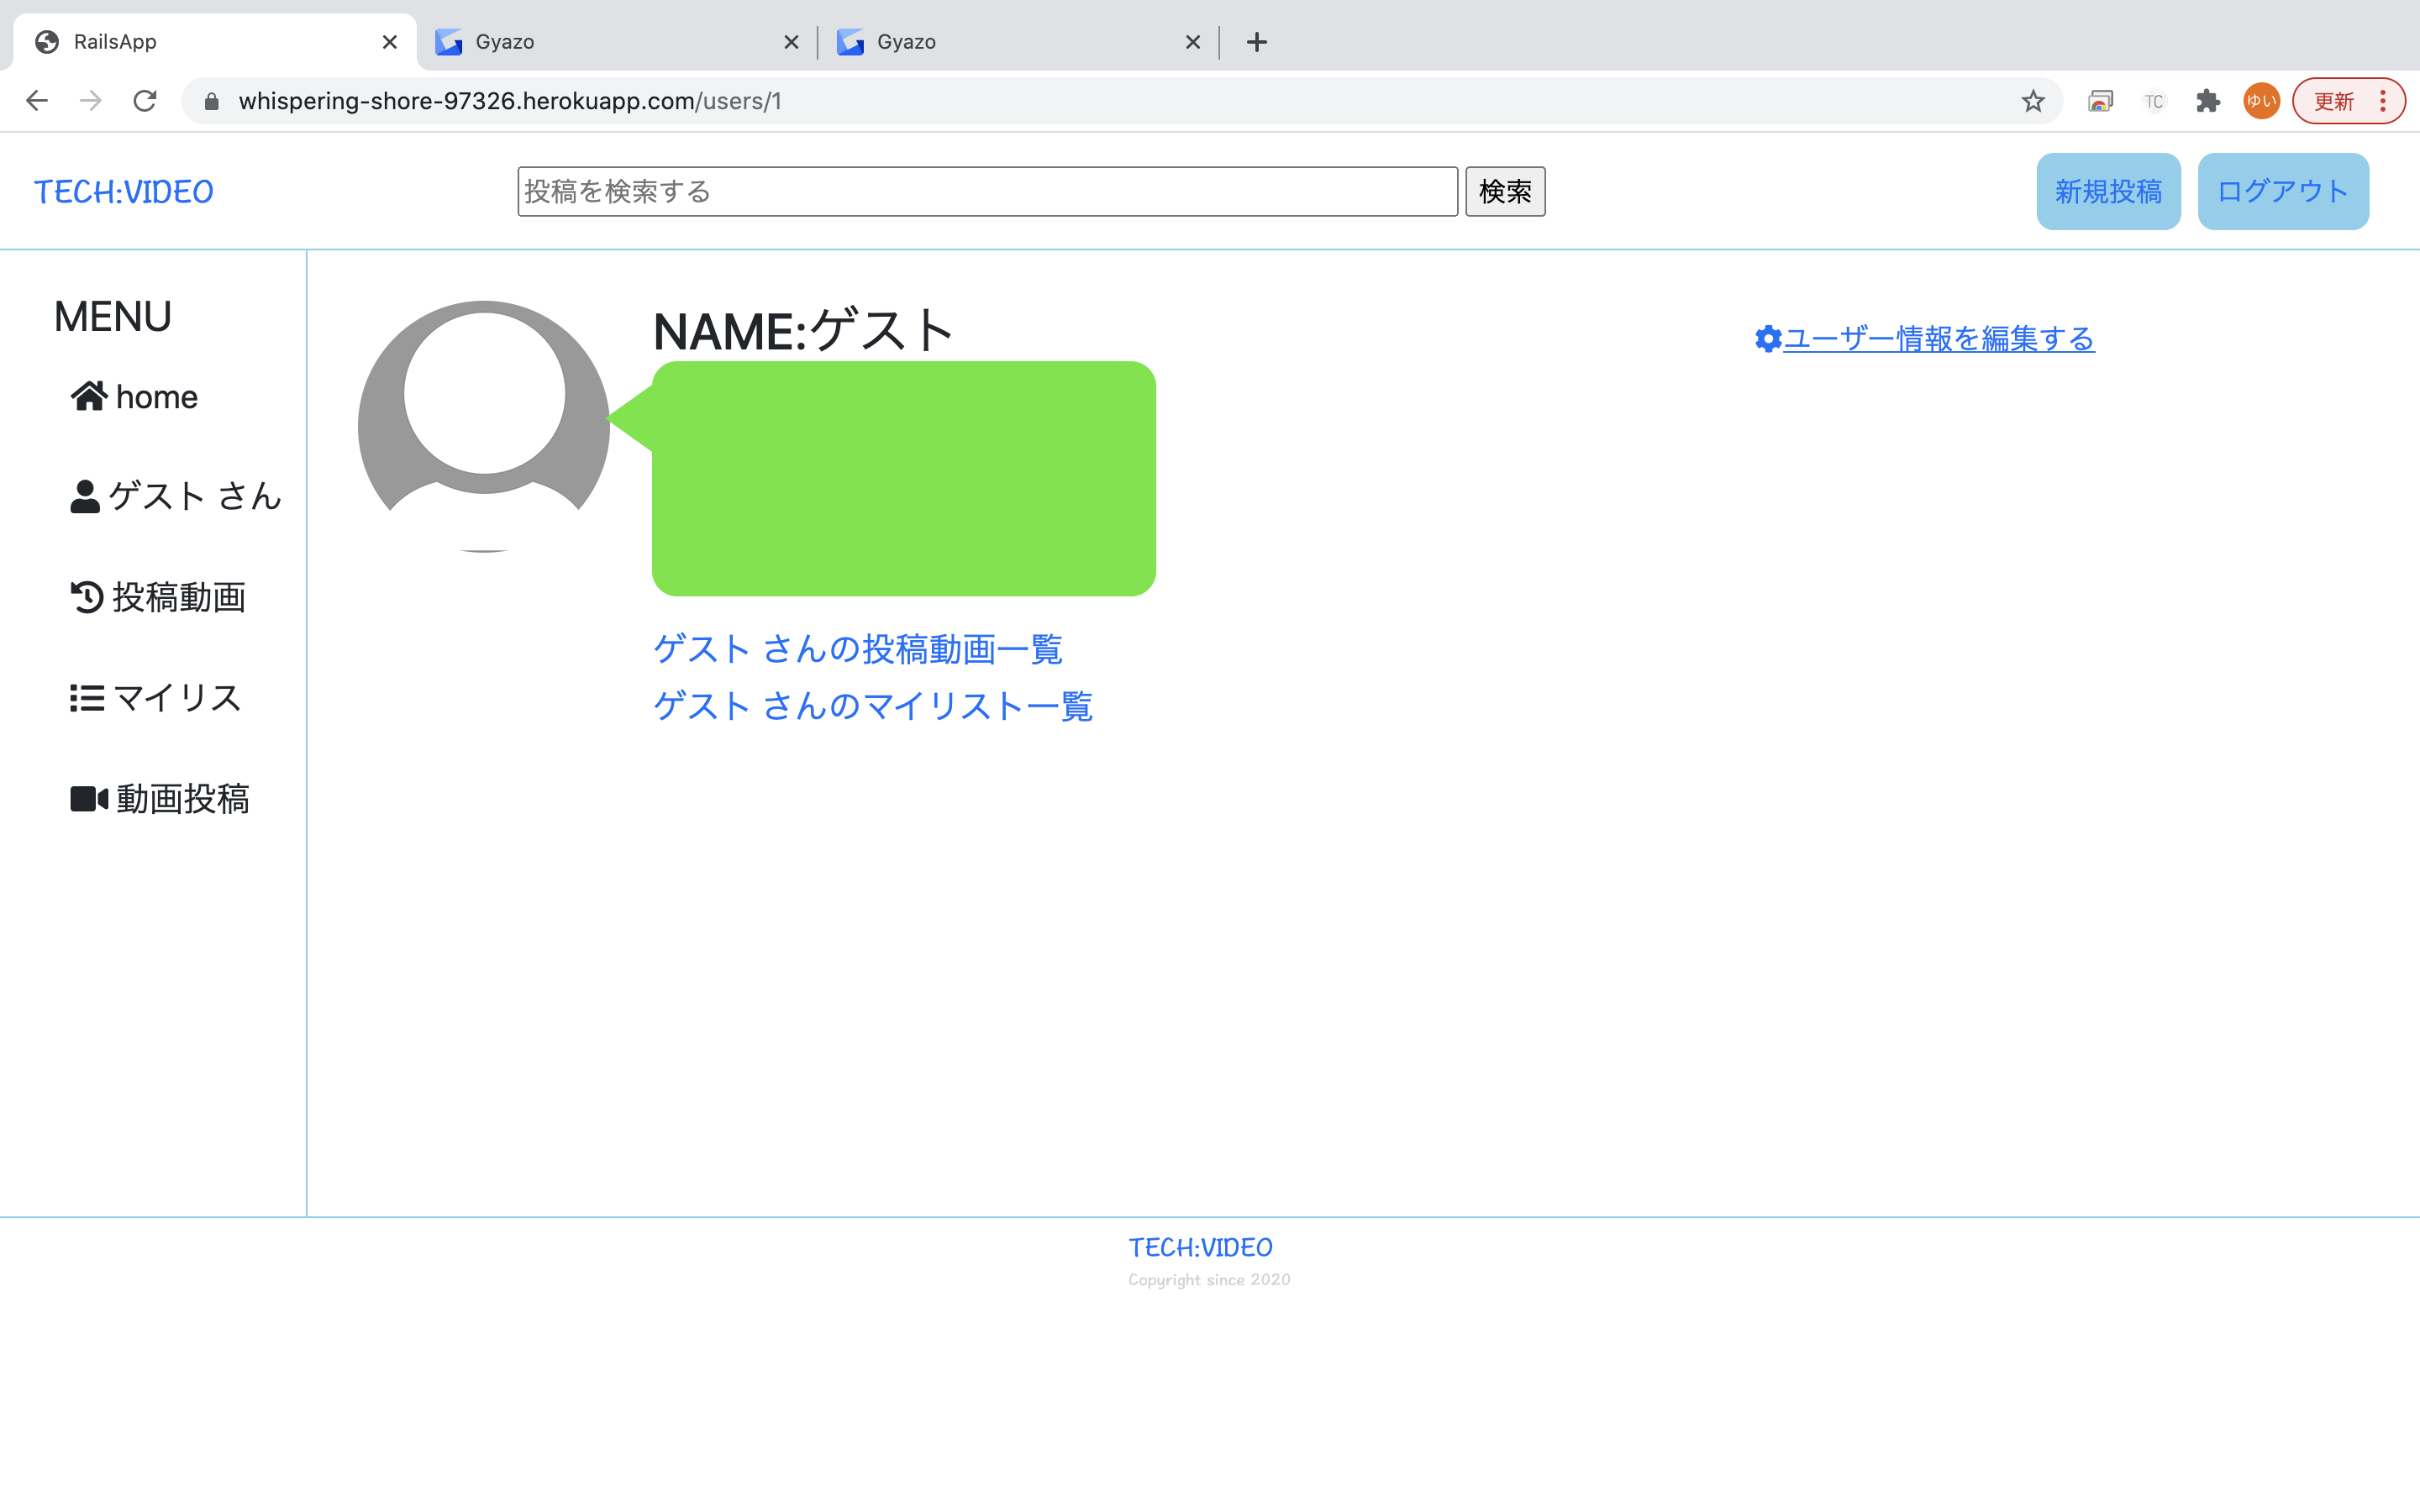 RailsApp
Gyazo
Gyazo
whispering-shore-97326.herokuapp.com/users/1
TC
ゆい
更新
TECH:VIDEO
投稿を検索する
検索
新規投稿
ログアウト
MENU
home
ゲスト さん
投稿動画
マイリス
動画投稿
NAME:ゲスト
ユーザー情報を編集する
ゲスト さんの投稿動画一覧
ゲスト さんのマイリスト一覧
TECH:VIDEO
Copyright since 2020